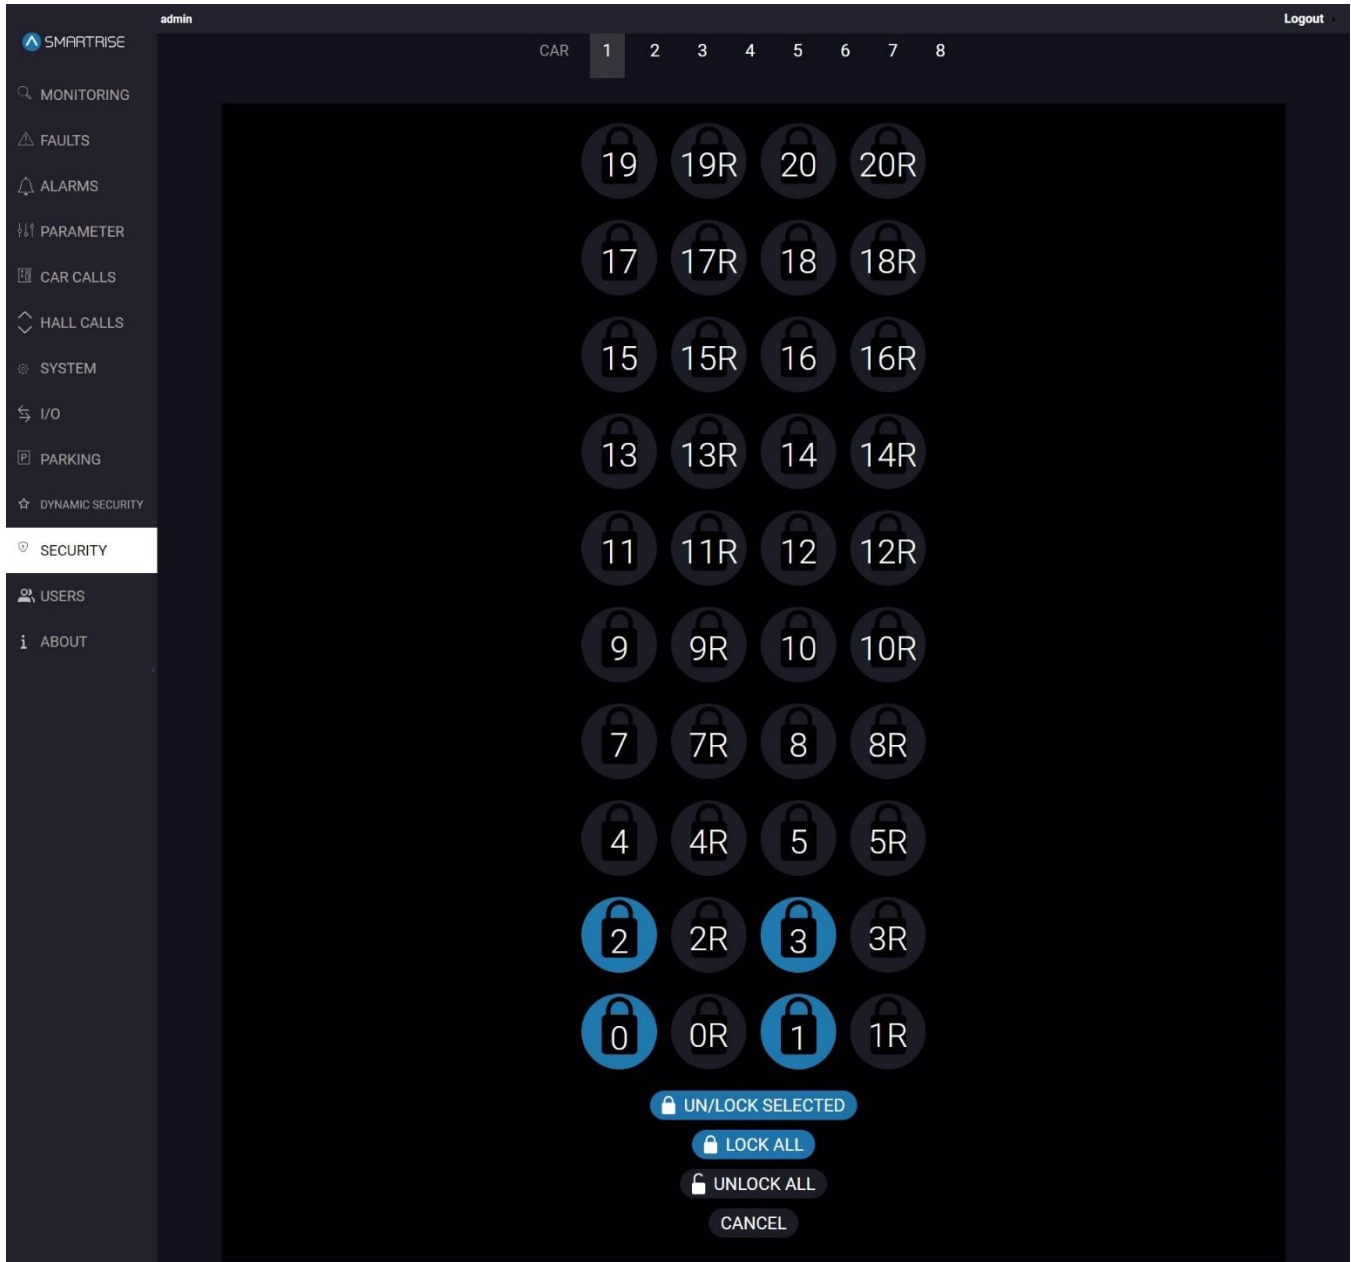 admin
Logout
SMARTRISE
CAR 1 2 3 4 5 6 7 8
MONITORING
FAULTS
ALARMS
PARAMETER
CAR CALLS
HALL CALLS
SYSTEM
I/O
P PARKING
DYNAMIC SECURITY
SECURITY
USERS
i ABOUT
19 19R 20 20R
17 17R 18 18R
15 15R 16 16R
13 13R 14 14R
11 11R 12 12R
9 9R 10 10R
7 7R 8 8R
4 4R 5 5R
2 2R 3 3R
0 0R 1 1R
UN/LOCK SELECTED
LOCK ALL
UNLOCK ALL
CANCEL